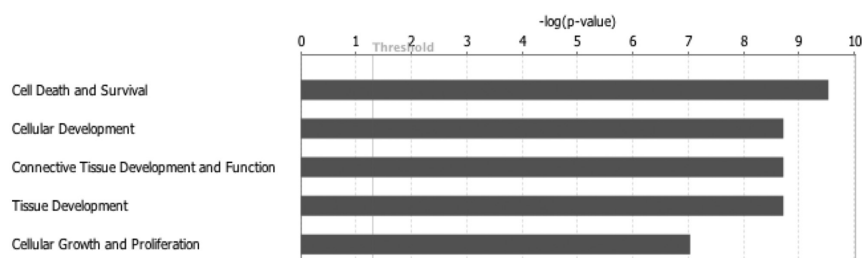 -log(p-value)
0 1 2 3 4 5 6 7 8 9 10
Threshold
Cell Death and Survival
Cellular Development
Connective Tissue Development and Function
Tissue Development
Cellular Growth and Proliferation